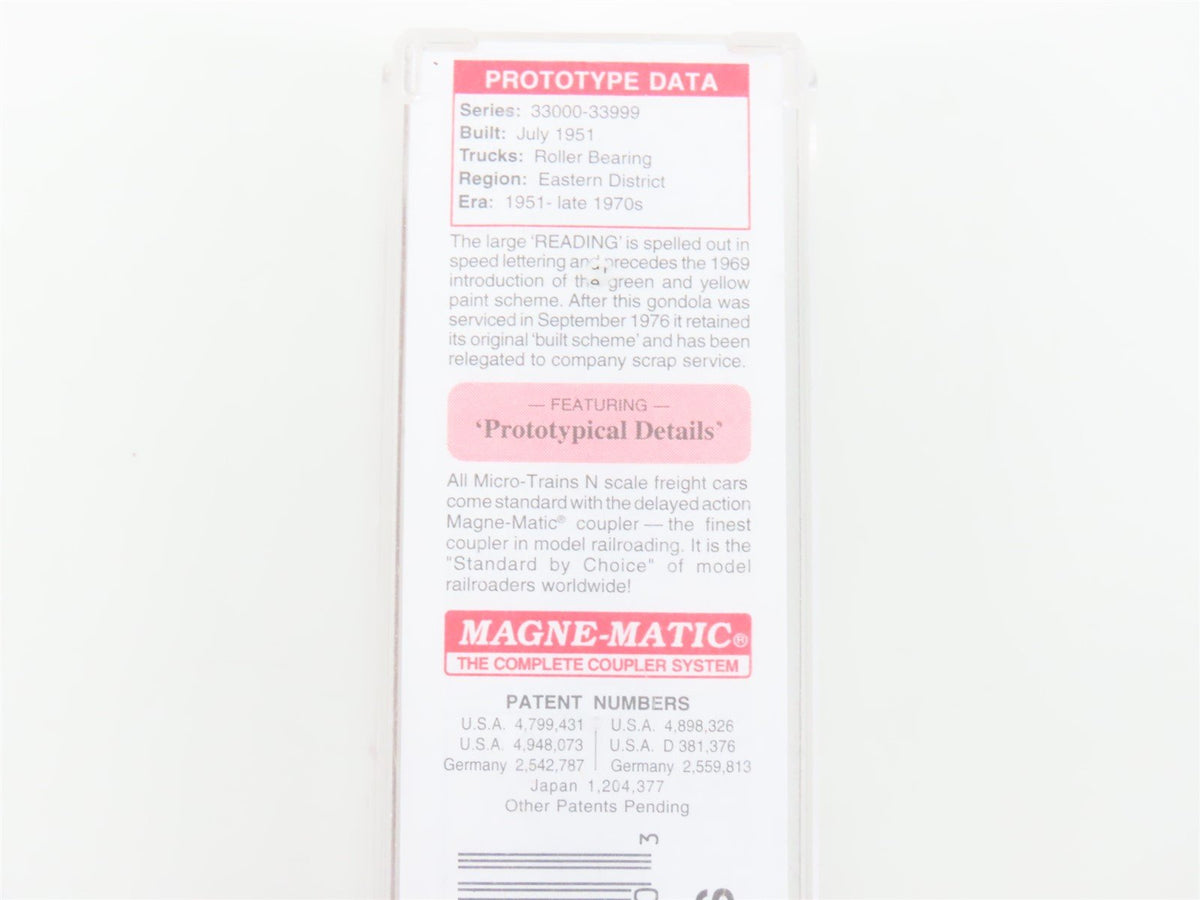 PROTOTYPE DATA
Series: 33000-33999
Built: July 1951
Trucks: Roller Bearing
Region: Eastern District
Era: 1951- late 1970s
The large 'READING' is spelled out in
speed lettering and precedes the 1969
introduction of the green and yellow
paint scheme. After this gondola was
serviced in September 1976 it retained
its original 'built scheme' and has been
relegated to company scrap service.
— FEATURING —
'Prototypical Details'
All Micro-Trains N scale freight cars
come standard with the delayed action
Magne-Matic® coupler — the finest
coupler in model railroading. It is the
"Standard by Choice" of model
railroaders worldwide!
MAGNE-MATIC®
THE COMPLETE COUPLER SYSTEM
PATENT NUMBERS
U.S.A. 4,799,431 U.S.A. 4,898,326
U.S.A. 4,948,073 U.S.A. D 381,376
Germany 2,542,787 Germany 2,559,813
Japan 1,204,377
Other Patents Pending
3
0